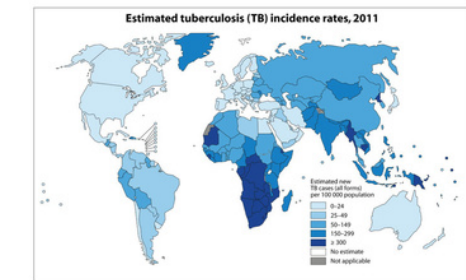 Estimated tuberculosis (TB) incidence rates, 2011
Estimated new
TB cases (all forms)
per 100 000 population
0–24
25–49
50–149
150–299
≥ 300
No estimate
Not applicable